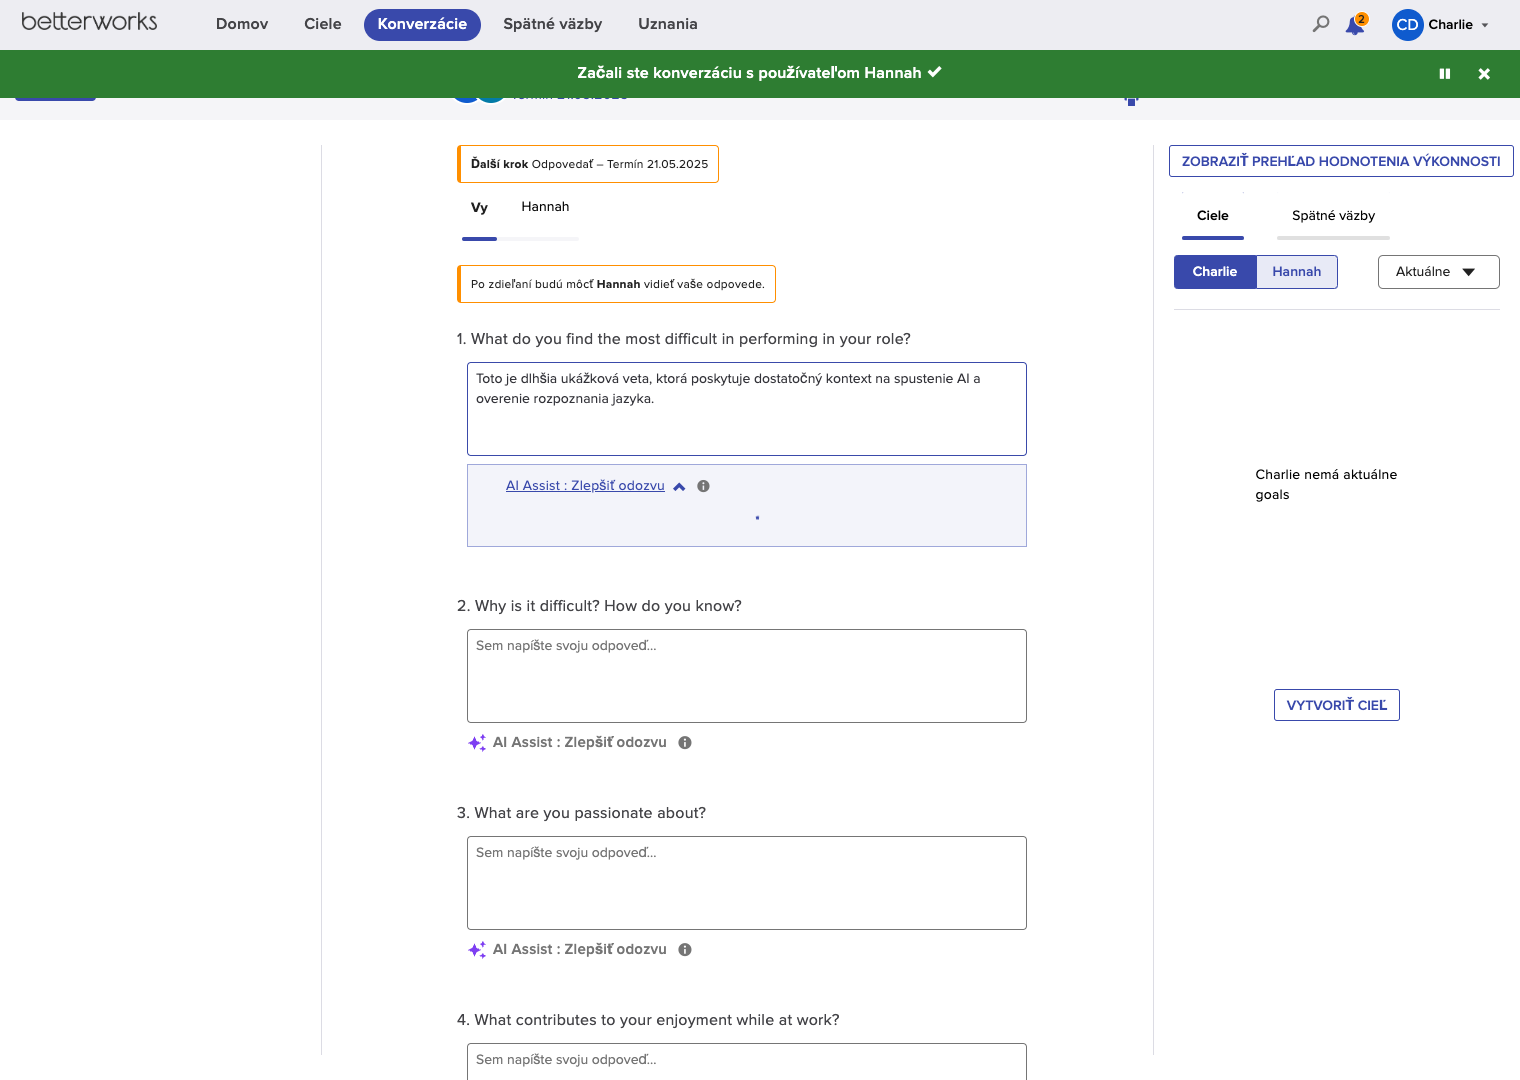 betterworks
Domov
Ciele
Konverzácie
Spätné väzby
Uznania
2
CD
Charlie
Začali ste konverzáciu s používateľom Hannah
Ďalší krok Odpovedať – Termín 21.05.2025
Vy
Hannah
Po zdieľaní budú môcť Hannah vidieť vaše odpovede.
1. What do you find the most difficult in performing in your role?
Toto je dlhšia ukážková veta, ktorá poskytuje dostatočný kontext na spustenie AI a
overenie rozpoznania jazyka.
AI Assist : Zlepšiť odozvu
2. Why is it difficult? How do you know?
Sem napíšte svoju odpoveď...
AI Assist : Zlepšiť odozvu
3. What are you passionate about?
Sem napíšte svoju odpoveď...
AI Assist : Zlepšiť odozvu
4. What contributes to your enjoyment while at work?
Sem napíšte svoju odpoveď...
ZOBRAZIŤ PREHĽAD HODNOTENIA VÝKONNOSTI
Ciele
Spätné väzby
Charlie
Hannah
Aktuálne
Charlie nemá aktuálne
goals
VYTVORIŤ CIEĽ